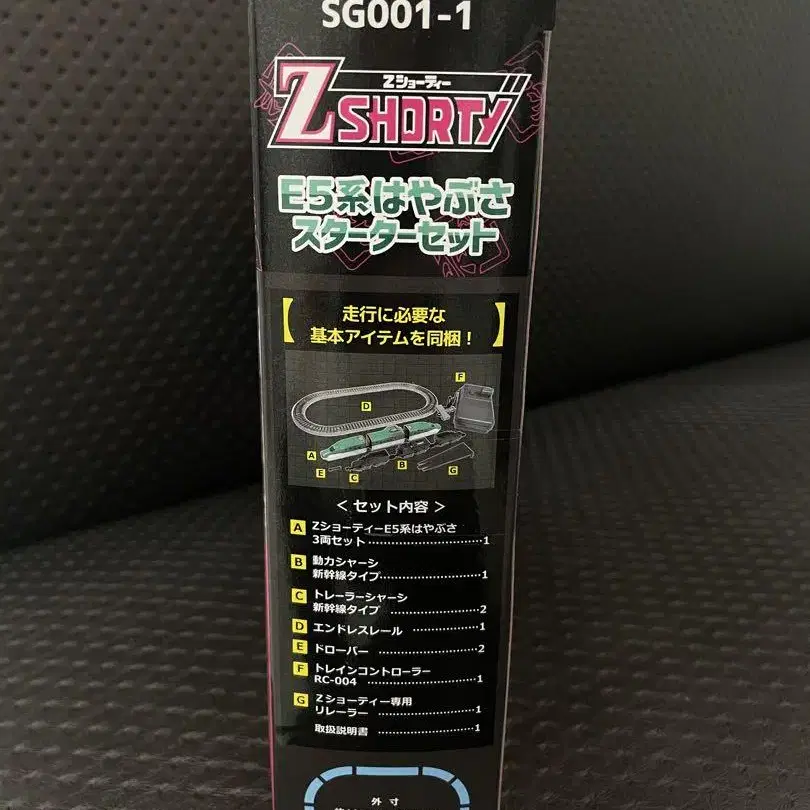 SG001-1
Zショーティー
Z SHORTY
E5系はやぶさ
スターターセット
走行に必要な
基本アイテムを同梱！
F
D
A
B
E
C
G
＜ セット内容 ＞
A ZショーティーE5系はやぶさ
3両セット……………………1
B 動力シャーシ
新幹線タイプ…………………1
C トレーラーシャーシ
新幹線タイプ…………………2
D エンドレスレール ……………1
E ドローバー …………………2
F トレインコントローラー
RC-004 ……………………1
G Zショーティー専用
リレーラー ……………………1
取扱説明書 …………………1
外 寸